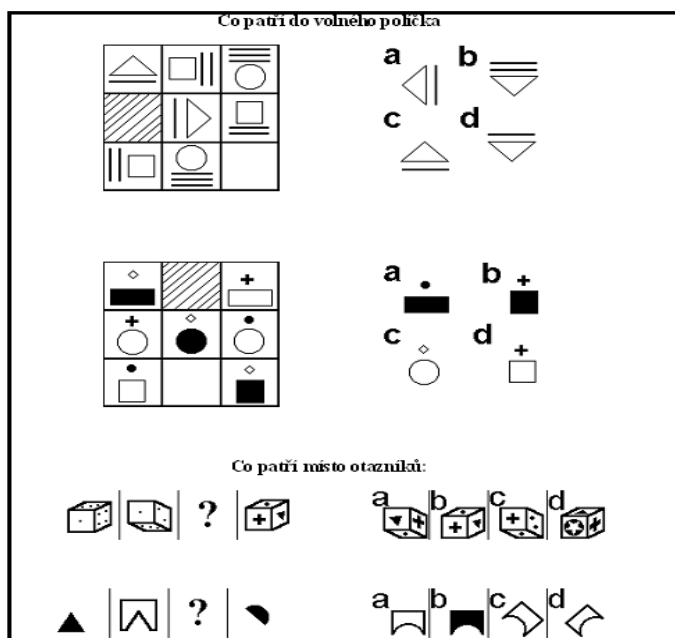 Co patří do volného políčka
a b
c d
a b
c d
Co patří místo otazníků:
? a b c d
? a b c d